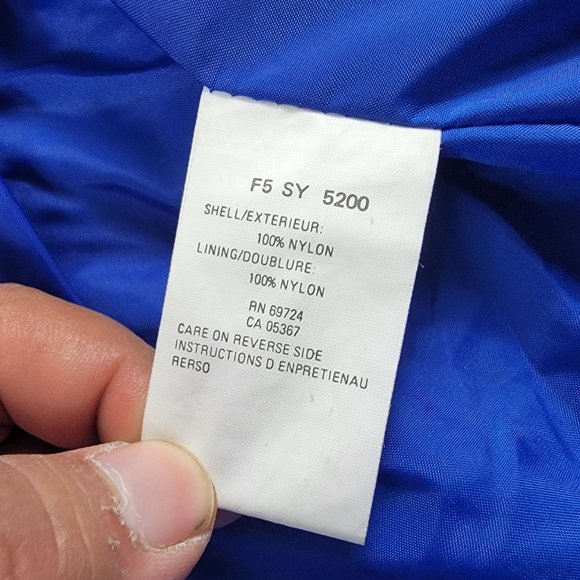 F5 SY 5200
SHELL/EXTERIEUR:
100% NYLON
LINING/DOUBLURE:
100% NYLON
RN 69724
CA 05367
CARE ON REVERSE SIDE
INSTRUCTIONS D ENPRETIENAU
RERSO